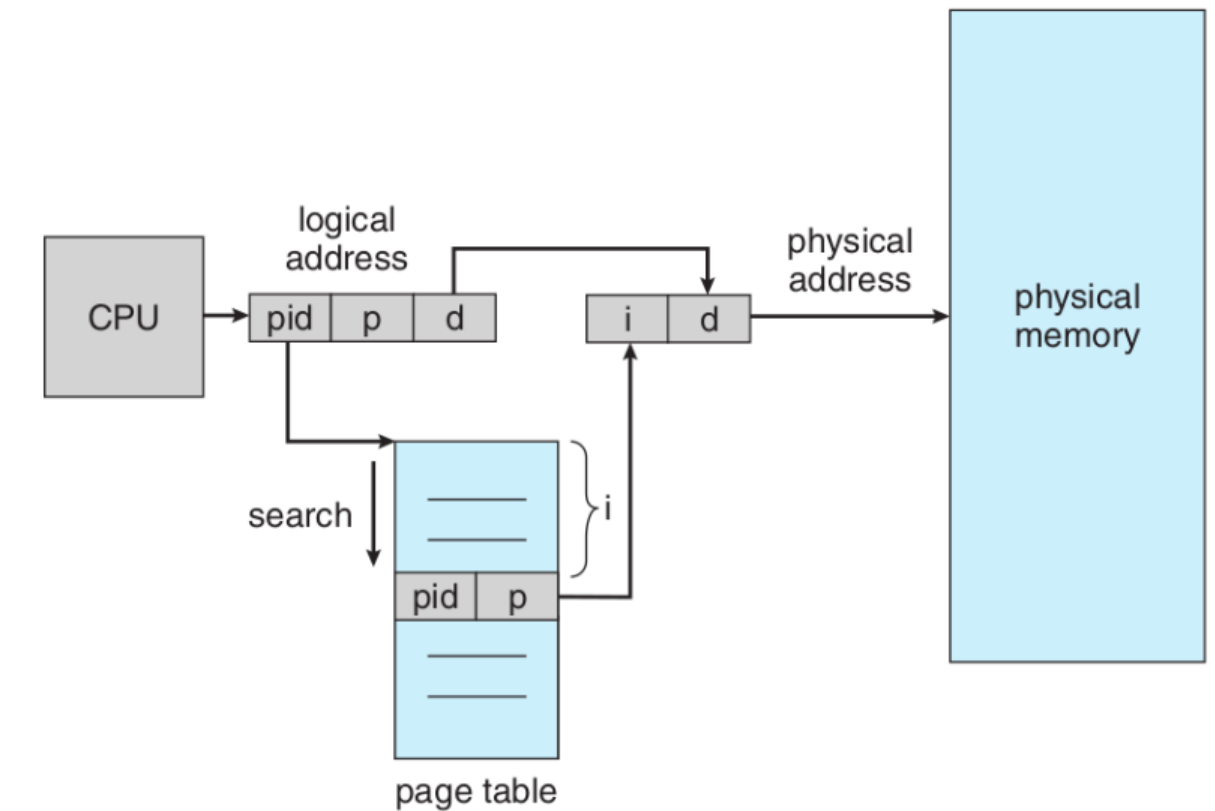 logical
address
physical
address
CPU
pid p d
i d
physical
memory
search
i
pid p
page table